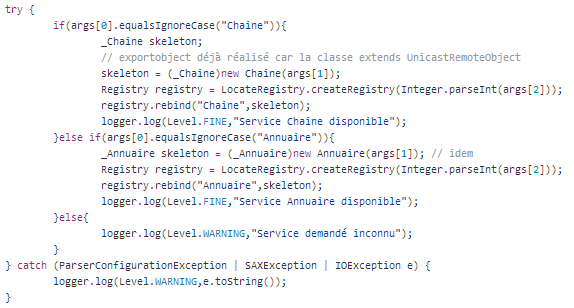 try {
if(args[0].equalsIgnoreCase("Chaine")){
_Chaine skeleton;
// exportobject déjà réalisé car la classe extends UnicastRemoteObject
skeleton = (_Chaine)new Chaine(args[1]);
Registry registry = LocateRegistry.createRegistry(Integer.parseInt(args[2]));
registry.rebind("Chaine",skeleton);
logger.log(Level.FINE,"Service Chaine disponible");
}else if(args[0].equalsIgnoreCase("Annuaire")){
_Annuaire skeleton = (_Annuaire)new Annuaire(args[1]); // idem
Registry registry = LocateRegistry.createRegistry(Integer.parseInt(args[2]));
registry.rebind("Annuaire",skeleton);
logger.log(Level.FINE,"Service Annuaire disponible");
}else{
logger.log(Level.WARNING,"Service demandé inconnu");
}
} catch (ParserConfigurationException | SAXException | IOException e) {
logger.log(Level.WARNING,e.toString());
}